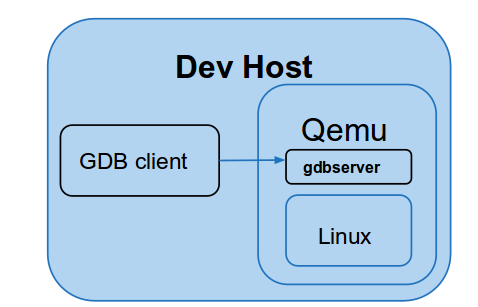 Dev Host
Qemu
GDB client
gdbserver
Linux